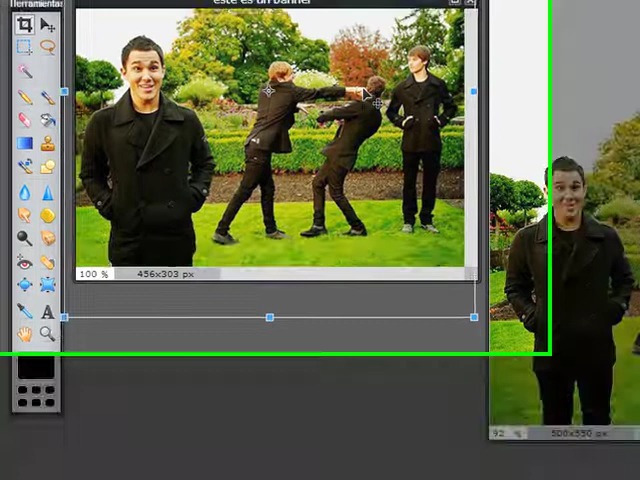 Herramientas
este es un banner
100 % 456x303 px
92 % 500x550 px